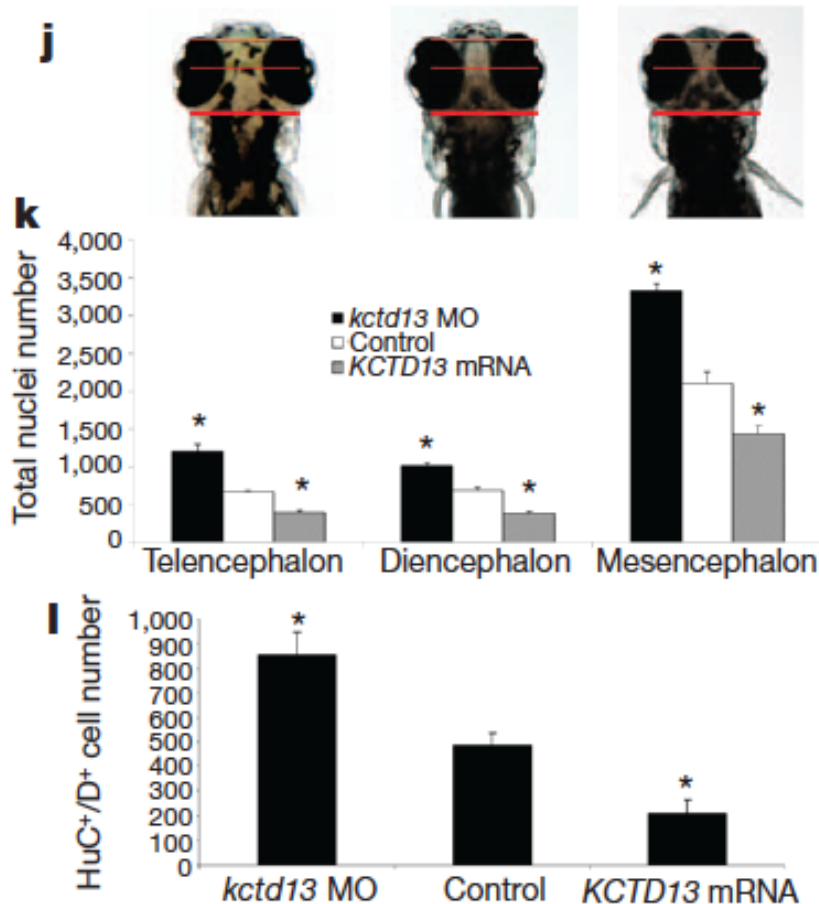 j
k
Total nuclei number
4,000
3,500
3,000
2,500
2,000
1,500
1,000
500
0
kctd13 MO
Control
KCTD13 mRNA
* * * * * *
Telencephalon Diencephalon Mesencephalon
l
HuC⁺/D⁺ cell number
1,000
900
800
700
600
500
400
300
200
100
0
* *
kctd13 MO Control KCTD13 mRNA